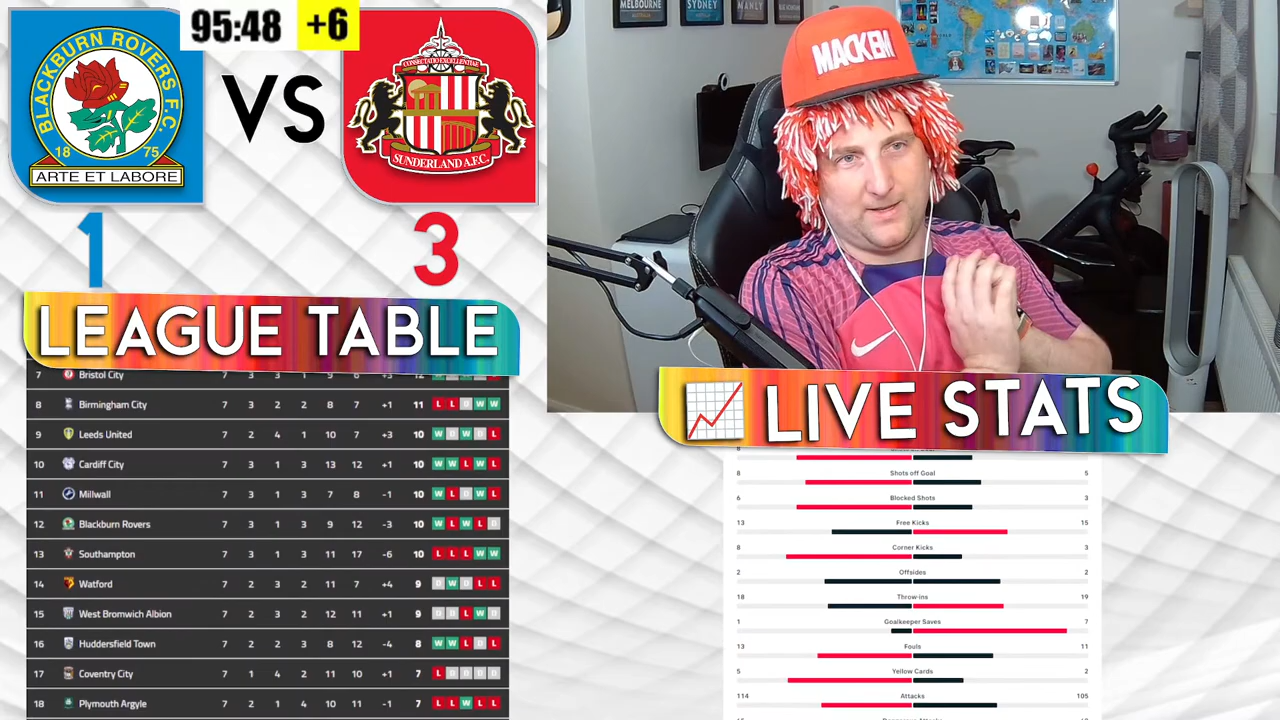 95:48 +6
BLACKBURN ROVERS F.C.
18 75
ARTE ET LABORE
VS
CONSECTATIO EXCELLENTIAE
SUNDERLAND A.F.C.
1 3
MELBOURNE
SYDNEY
MANLY
MACKEM
LEAGUE TABLE
7 Bristol City 7 3 3 1 9 6 +3 12
8 Birmingham City 7 3 2 2 8 7 +1 11 L L D W W
9 Leeds United 7 2 4 1 10 7 +3 10 W D W D L
10 Cardiff City 7 3 1 3 13 12 +1 10 W W L W L
11 Millwall 7 3 1 3 7 8 -1 10 W L D W L
12 Blackburn Rovers 7 3 1 3 9 12 -3 10 W L W L D
13 Southampton 7 3 1 3 11 17 -6 10 L L L W W
14 Watford 7 2 3 2 11 7 +4 9 D W D L L
15 West Bromwich Albion 7 2 3 2 12 11 +1 9 D D L W D
16 Huddersfield Town 7 2 2 3 8 12 -4 8 W W L D L
17 Coventry City 1 4 2 11 10 +1 7 L D D D D
18 Plymouth Argyle 7 2 1 4 10 11 -1 7 L L W L L
LIVE STATS
8 Shots off Goal 5
6 Blocked Shots 3
13 Free Kicks 15
8 Corner Kicks 3
2 Offsides 2
18 Throw-ins 19
1 Goalkeeper Saves 7
13 Fouls 11
5 Yellow Cards 2
114 Attacks 105